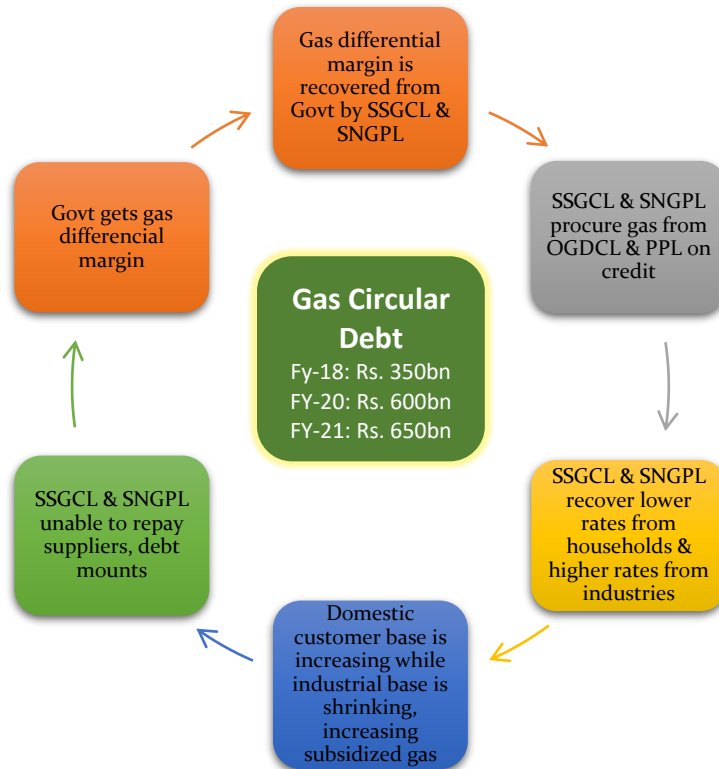 Gas differential
margin is
recovered from
Govt by SSGCL &
SNGPL
SSGCL & SNGPL
procure gas from
OGDCL & PPL on
credit
SSGCL & SNGPL
recover lower
rates from
households &
higher rates from
industries
Domestic
customer base is
increasing while
industrial base is
shrinking,
increasing
subsidized gas
SSGCL & SNGPL
unable to repay
suppliers, debt
mounts
Govt gets gas
differencial
margin
Gas Circular
Debt
Fy-18: Rs. 350bn
FY-20: Rs. 600bn
FY-21: Rs. 650bn